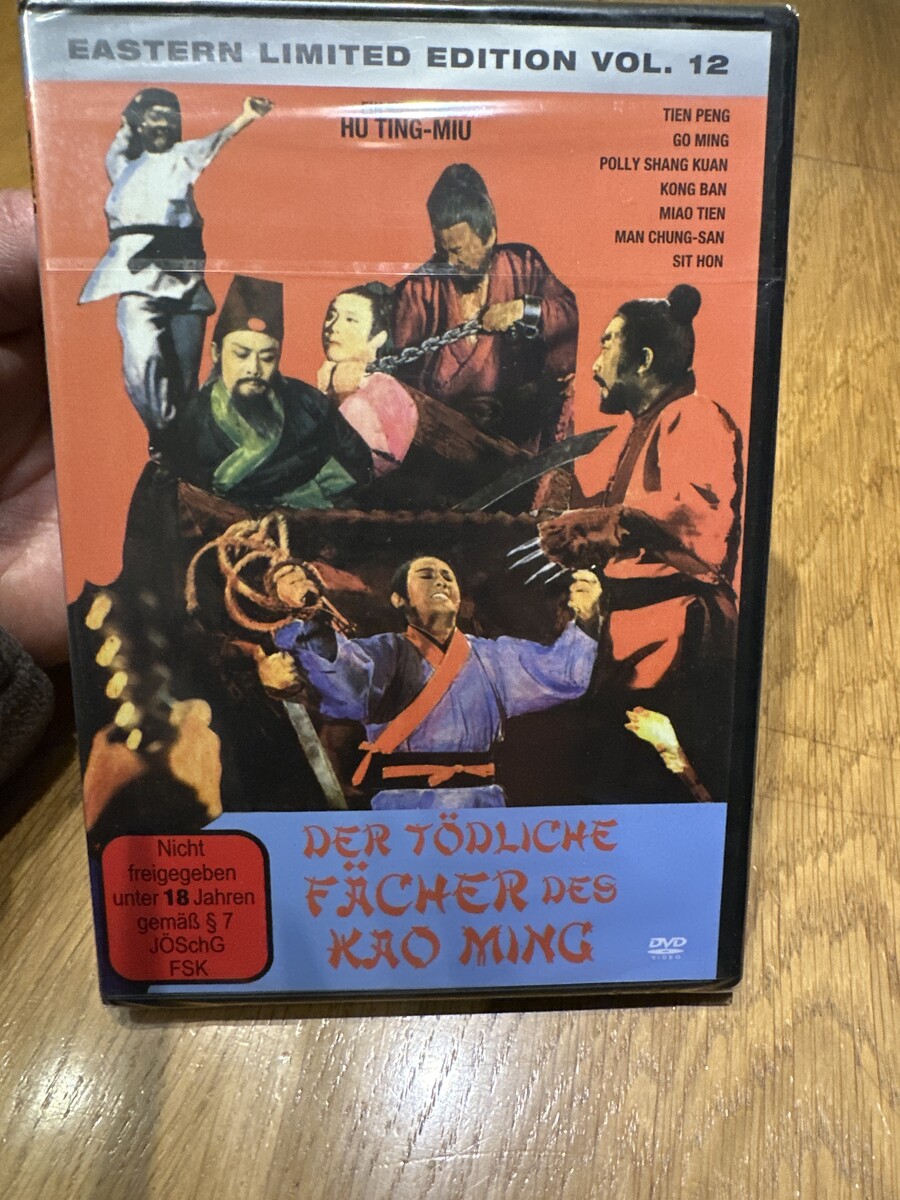 EASTERN LIMITED EDITION VOL. 12
HU TING-MIU
TIEN PENG
GO MING
POLLY SHANG KUAN
KONG BAN
MIAO TIEN
MAN CHUNG-SAN
SIT HON
DER TÖDLICHE
FÄCHER DES
KAO MING
Nicht
freigegeben
unter 18 Jahren
gemäß § 7
JÖSchG
FSK
DVD
VIDEO